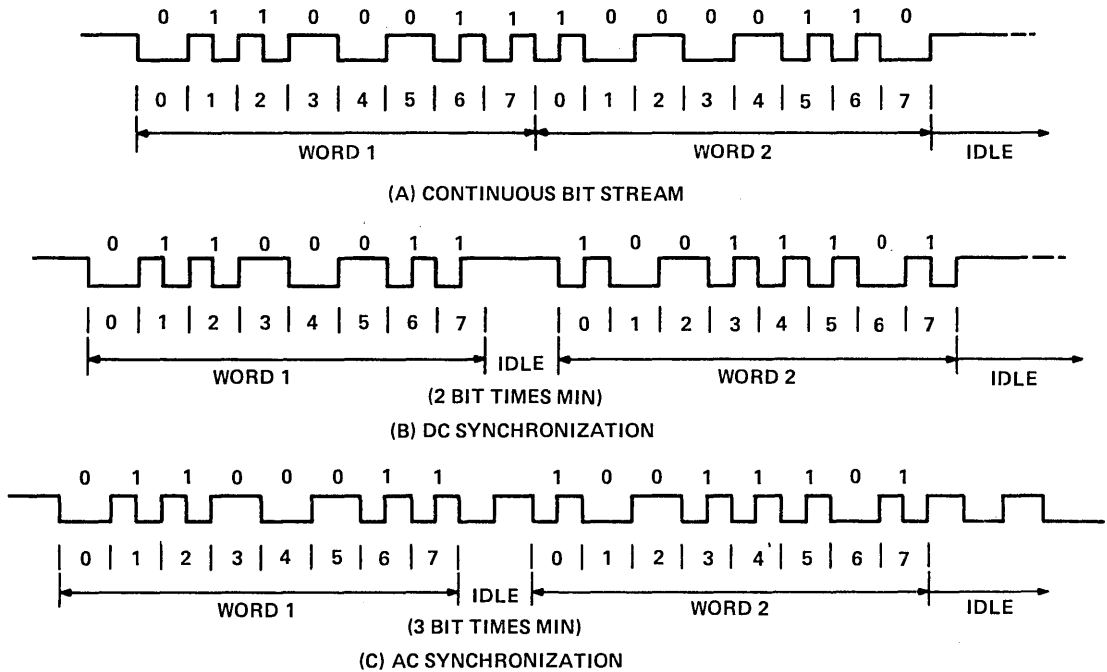 0 1 1 0 0 0 1 1 1 0 0 0 0 1 1 0
0 1 2 3 4 5 6 7 0 1 2 3 4 5 6 7
WORD 1 WORD 2 IDLE
(A) CONTINUOUS BIT STREAM
0 1 1 0 0 0 1 1 1 0 0 1 1 1 0 1
0 1 2 3 4 5 6 7 0 1 2 3 4 5 6 7
WORD 1 IDLE WORD 2 IDLE
(2 BIT TIMES MIN)
(B) DC SYNCHRONIZATION
0 1 1 0 0 0 1 1 1 0 0 1 1 1 0 1
0 1 2 3 4 5 6 7 0 1 2 3 4 5 6 7
WORD 1 IDLE WORD 2 IDLE
(3 BIT TIMES MIN)
(C) AC SYNCHRONIZATION